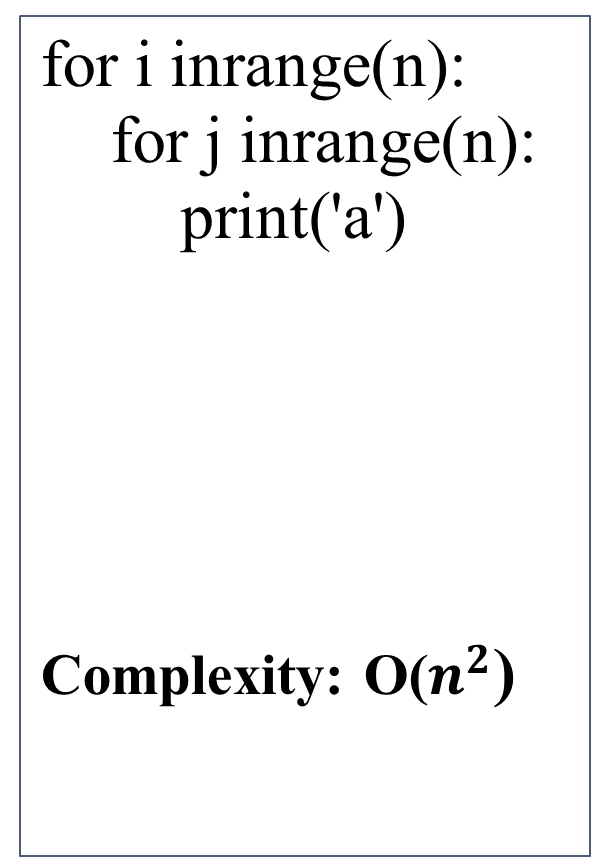 for i inrange(n):
for j inrange(n):
print('a')
Complexity: O(n²)